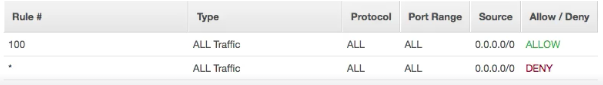 Rule # Type Protocol Port Range Source Allow / Deny
100 ALL Traffic ALL ALL 0.0.0.0/0 ALLOW
* ALL Traffic ALL ALL 0.0.0.0/0 DENY